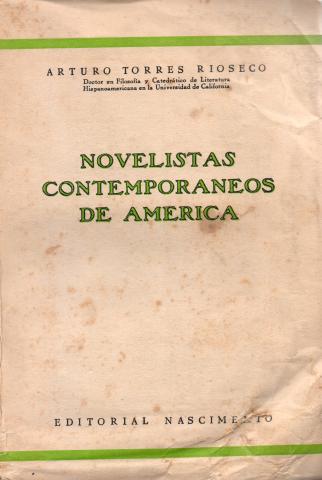 ARTURO TORRES RIOSECO
Doctor en Filosofía y Catedrático de Literatura
Hispanoamericana en la Universidad de California
NOVELISTAS
CONTEMPORANEOS
DE AMERICA
EDITORIAL NASCIMENTO